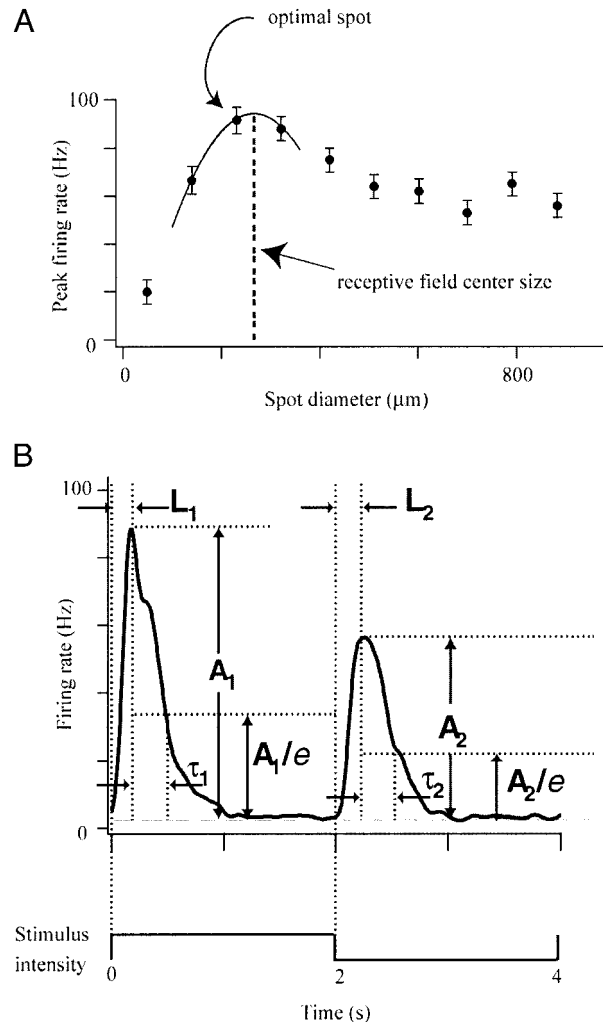 A
optimal spot
100
Peak firing rate (Hz)
receptive field center size
0
0
800
Spot diameter (μm)
B
100
L1
L2
Firing rate (Hz)
A1
A2
A1/e
τ1
τ2
A2/e
0
Stimulus
intensity
0
2
4
Time (s)